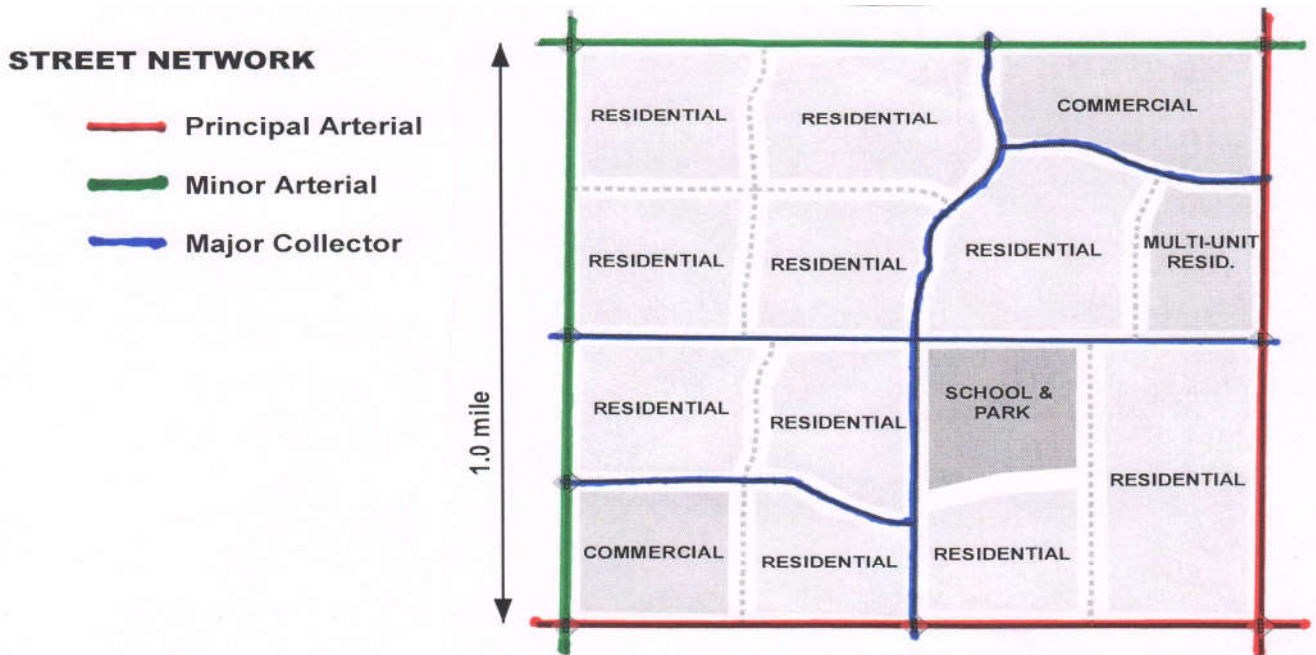 STREET NETWORK
Principal Arterial
Minor Arterial
Major Collector
1.0 mile
RESIDENTIAL
RESIDENTIAL
COMMERCIAL
RESIDENTIAL
RESIDENTIAL
RESIDENTIAL
MULTI-UNIT
RESID.
RESIDENTIAL
RESIDENTIAL
SCHOOL &
PARK
RESIDENTIAL
COMMERCIAL
RESIDENTIAL
RESIDENTIAL